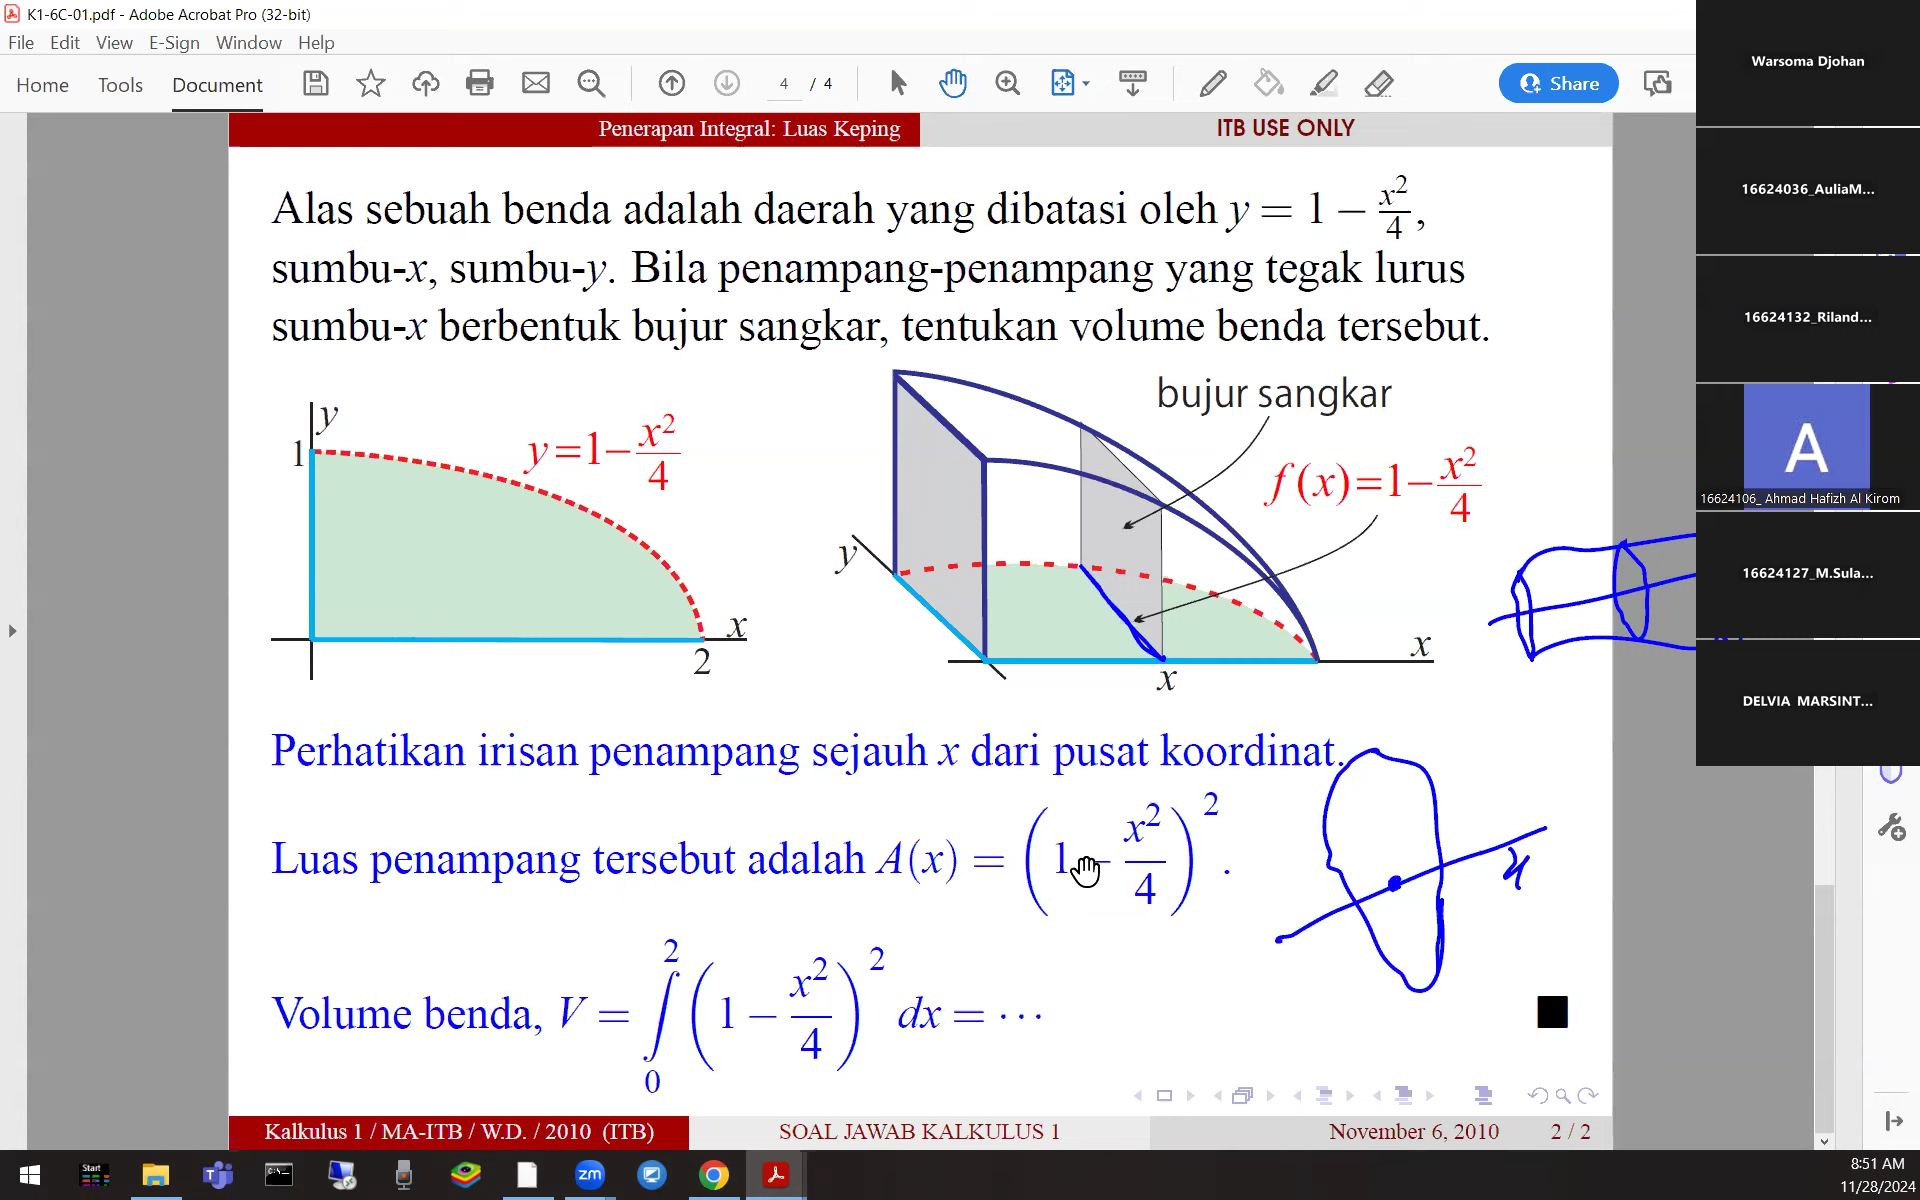 K1-6C-01.pdf - Adobe Acrobat Pro (32-bit)
File Edit View E-Sign Window Help
Home Tools Document 4 / 4 Share
Penerapan Integral: Luas Keping ITB USE ONLY
Alas sebuah benda adalah daerah yang dibatasi oleh y = 1 − x²/4,
sumbu-x, sumbu-y. Bila penampang-penampang yang tegak lurus
sumbu-x berbentuk bujur sangkar, tentukan volume benda tersebut.
y
1
y=1−x²/4
x
2
bujur sangkar
f(x)=1−x²/4
y
x
x
Perhatikan irisan penampang sejauh x dari pusat koordinat.
Luas penampang tersebut adalah A(x) = (1 − x²/4)².
x
Volume benda, V = ∫₀² (1 − x²/4)² dx = ···
Kalkulus 1 / MA-ITB / W.D. / 2010 (ITB) SOAL JAWAB KALKULUS 1 November 6, 2010 2 / 2
Warsoma Djohan
16624036_AuliaM...
16624132_Riland...
A
16624106_ Ahmad Hafizh Al Kirom
16624127_M.Sula...
DELVIA MARSINT...
Start
zm
8:51 AM
11/28/2024